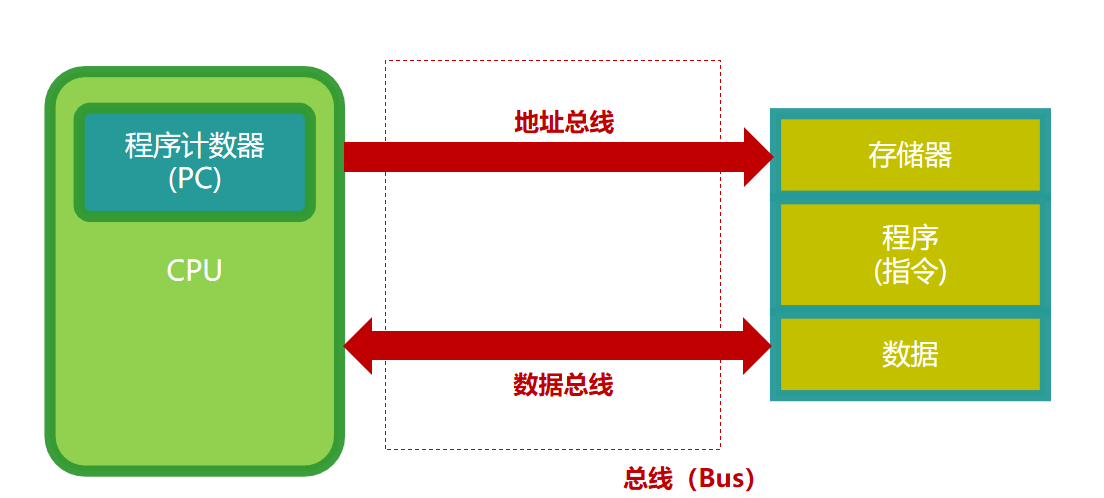 程序计数器
(PC)
CPU
地址总线
数据总线
总线（Bus）
存储器
程序
(指令)
数据